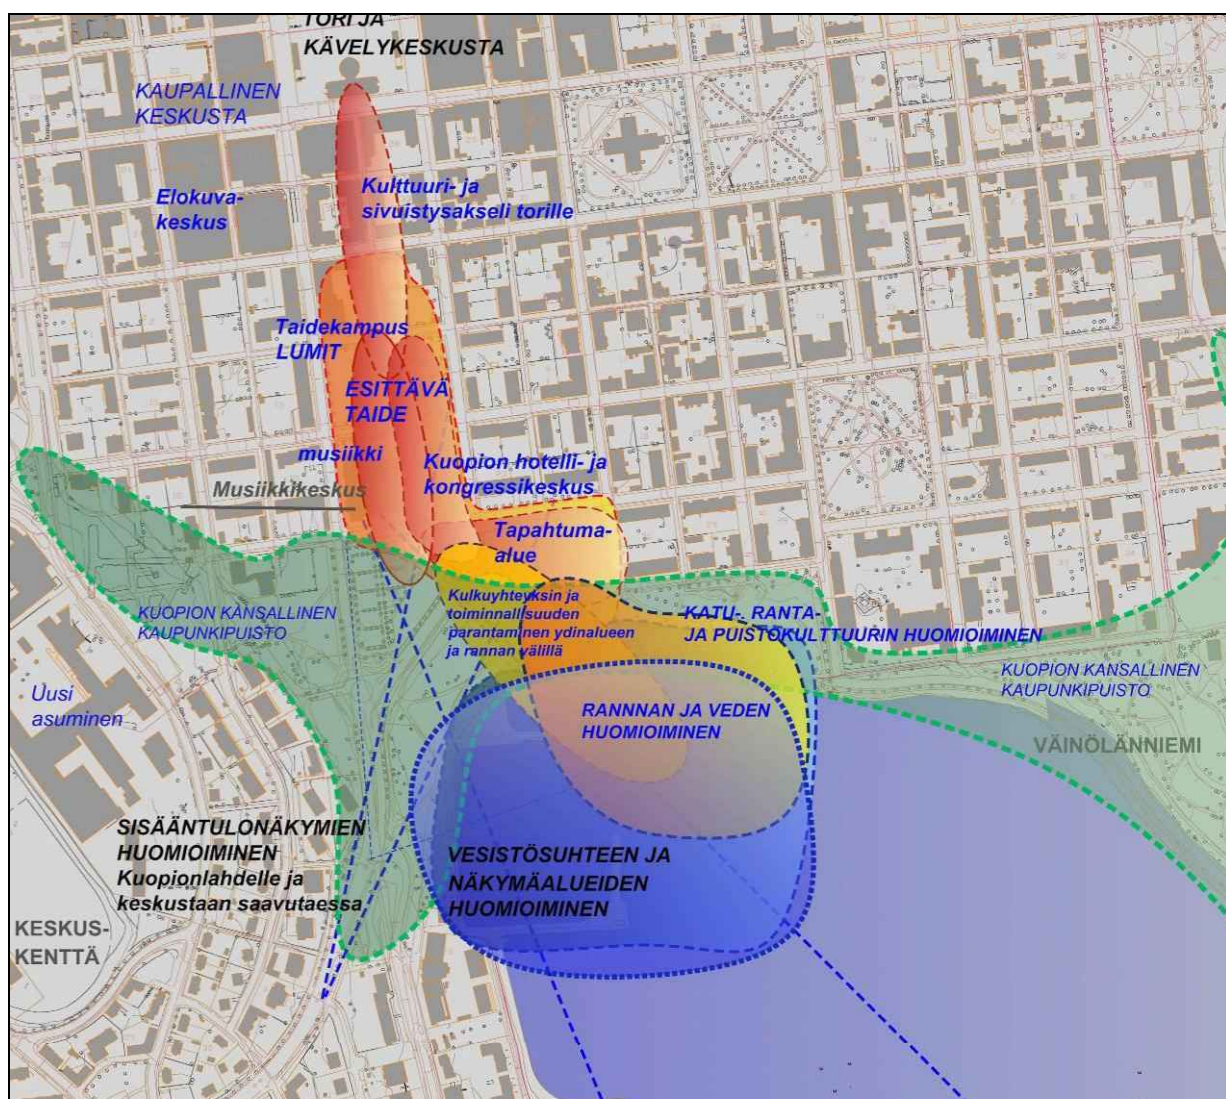 TORI JA
KÄVELYKESKUSTA
KAUPALLINEN
KESKUSTA
Elokuva-
keskus
Kulttuuri- ja
sivuistysakseli torille
Taidekampus
LUMIT
ESITTÄVÄ
TAIDE
musiikki
Kuopion hotelli- ja
kongressikeskus
Musiikkikeskus
Tapahtuma-
alue
Kulkuyhteyksin ja
toiminnallisuuden
parantaminen ydinalueen
ja rannan välillä
KUOPION KANSALLINEN
KAUPUNKIPUISTO
KATU-, RANTA-
JA PUISTOKULTTUURIN HUOMIOIMINEN
KUOPION KANSALLINEN
KAUPUNKIPUISTO
Uusi
asuminen
RANNNAN JA VEDEN
HUOMIOIMINEN
VÄINÖLÄNNIEMI
SISÄÄNTULONÄKYMIEN
HUOMIOIMINEN
Kuopionlahdelle ja
keskustaan saavutaessa
VESISTÖSUHTEEN JA
NÄKYMÄALUEIDEN
HUOMIOIMINEN
KESKUS-
KENTTÄ